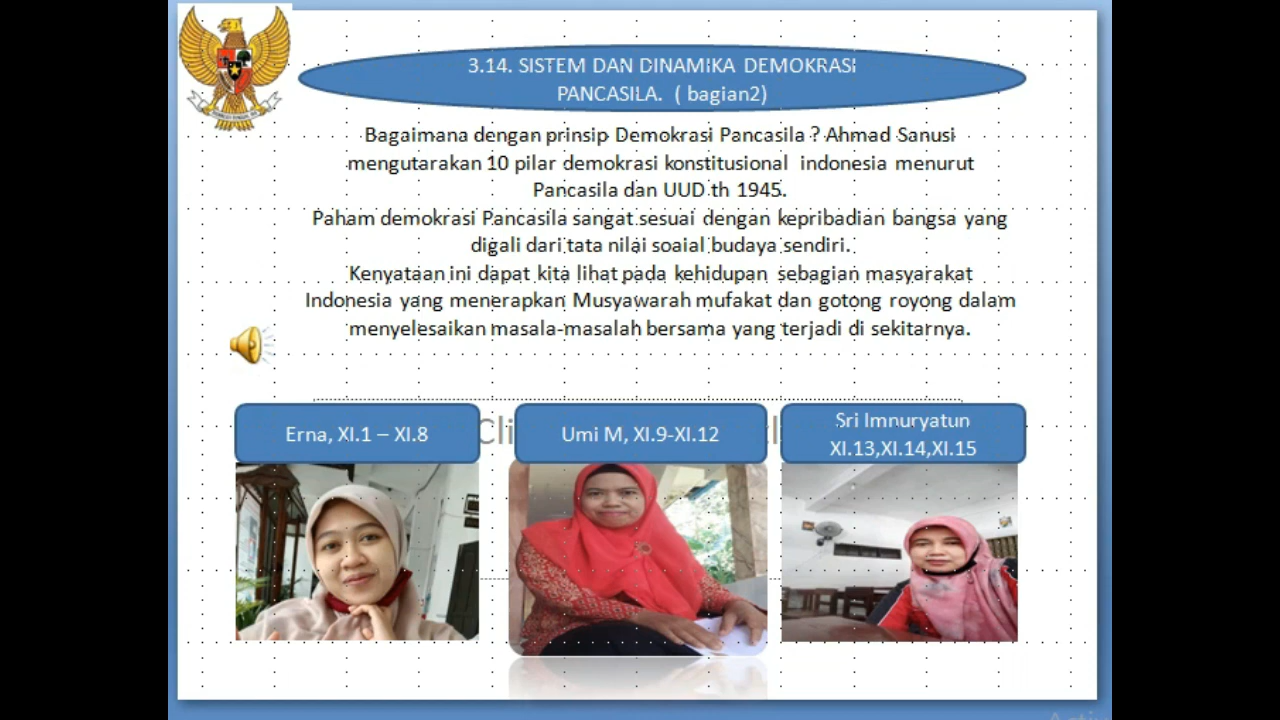 3.14. SISTEM DAN DINAMIKA DEMOKRASI
PANCASILA. ( bagian2)
Bagaimana dengan prinsip Demokrasi Pancasila ? Ahmad Sanusi
mengutarakan 10 pilar demokrasi konstitusional indonesia menurut
Pancasila dan UUD th 1945.
Paham demokrasi Pancasila sangat sesuai dengan kepribadian bangsa yang
digali dari tata nilai soaial budaya sendiri.
Kenyataan ini dapat kita lihat pada kehidupan sebagian masyarakat
Indonesia yang menerapkan Musyawarah mufakat dan gotong royong dalam
menyelesaikan masala-masalah bersama yang terjadi di sekitarnya.
Erna, XI.1 – XI.8
Umi M, XI.9-XI.12
Sri Imnuryatun
XI.13,XI.14,XI.15